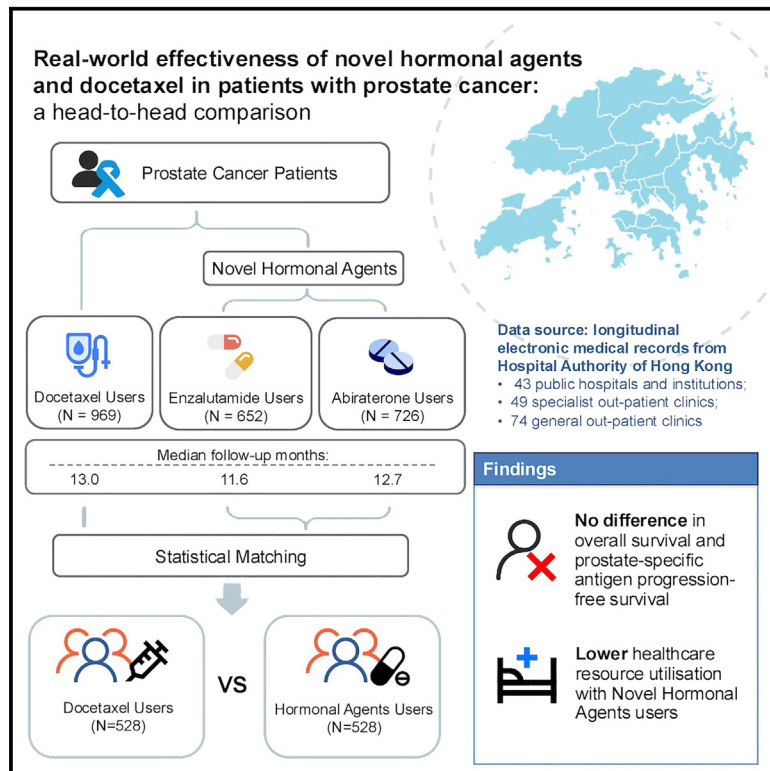 Real-world effectiveness of novel hormonal agents
and docetaxel in patients with prostate cancer:
a head-to-head comparison
Prostate Cancer Patients
Novel Hormonal Agents
Docetaxel Users
(N = 969)
Enzalutamide Users
(N = 652)
Abiraterone Users
(N = 726)
Median follow-up months:
13.0 11.6 12.7
Statistical Matching
Docetaxel Users
(N=528)
VS
Hormonal Agents Users
(N=528)
Data source: longitudinal
electronic medical records from
Hospital Authority of Hong Kong
• 43 public hospitals and institutions;
• 49 specialist out-patient clinics;
• 74 general out-patient clinics
Findings
No difference in
overall survival and
prostate-specific
antigen progression-
free survival
Lower healthcare
resource utilisation
with Novel Hormonal
Agents users